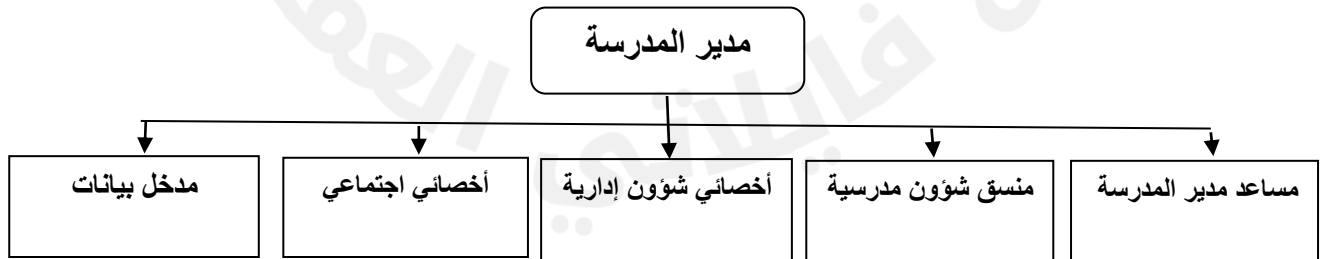 مدير المدرسة
مساعد مدير المدرسة
منسق شؤون مدرسية
أخصائي شؤون إدارية
أخصائي اجتماعي
مدخل بيانات